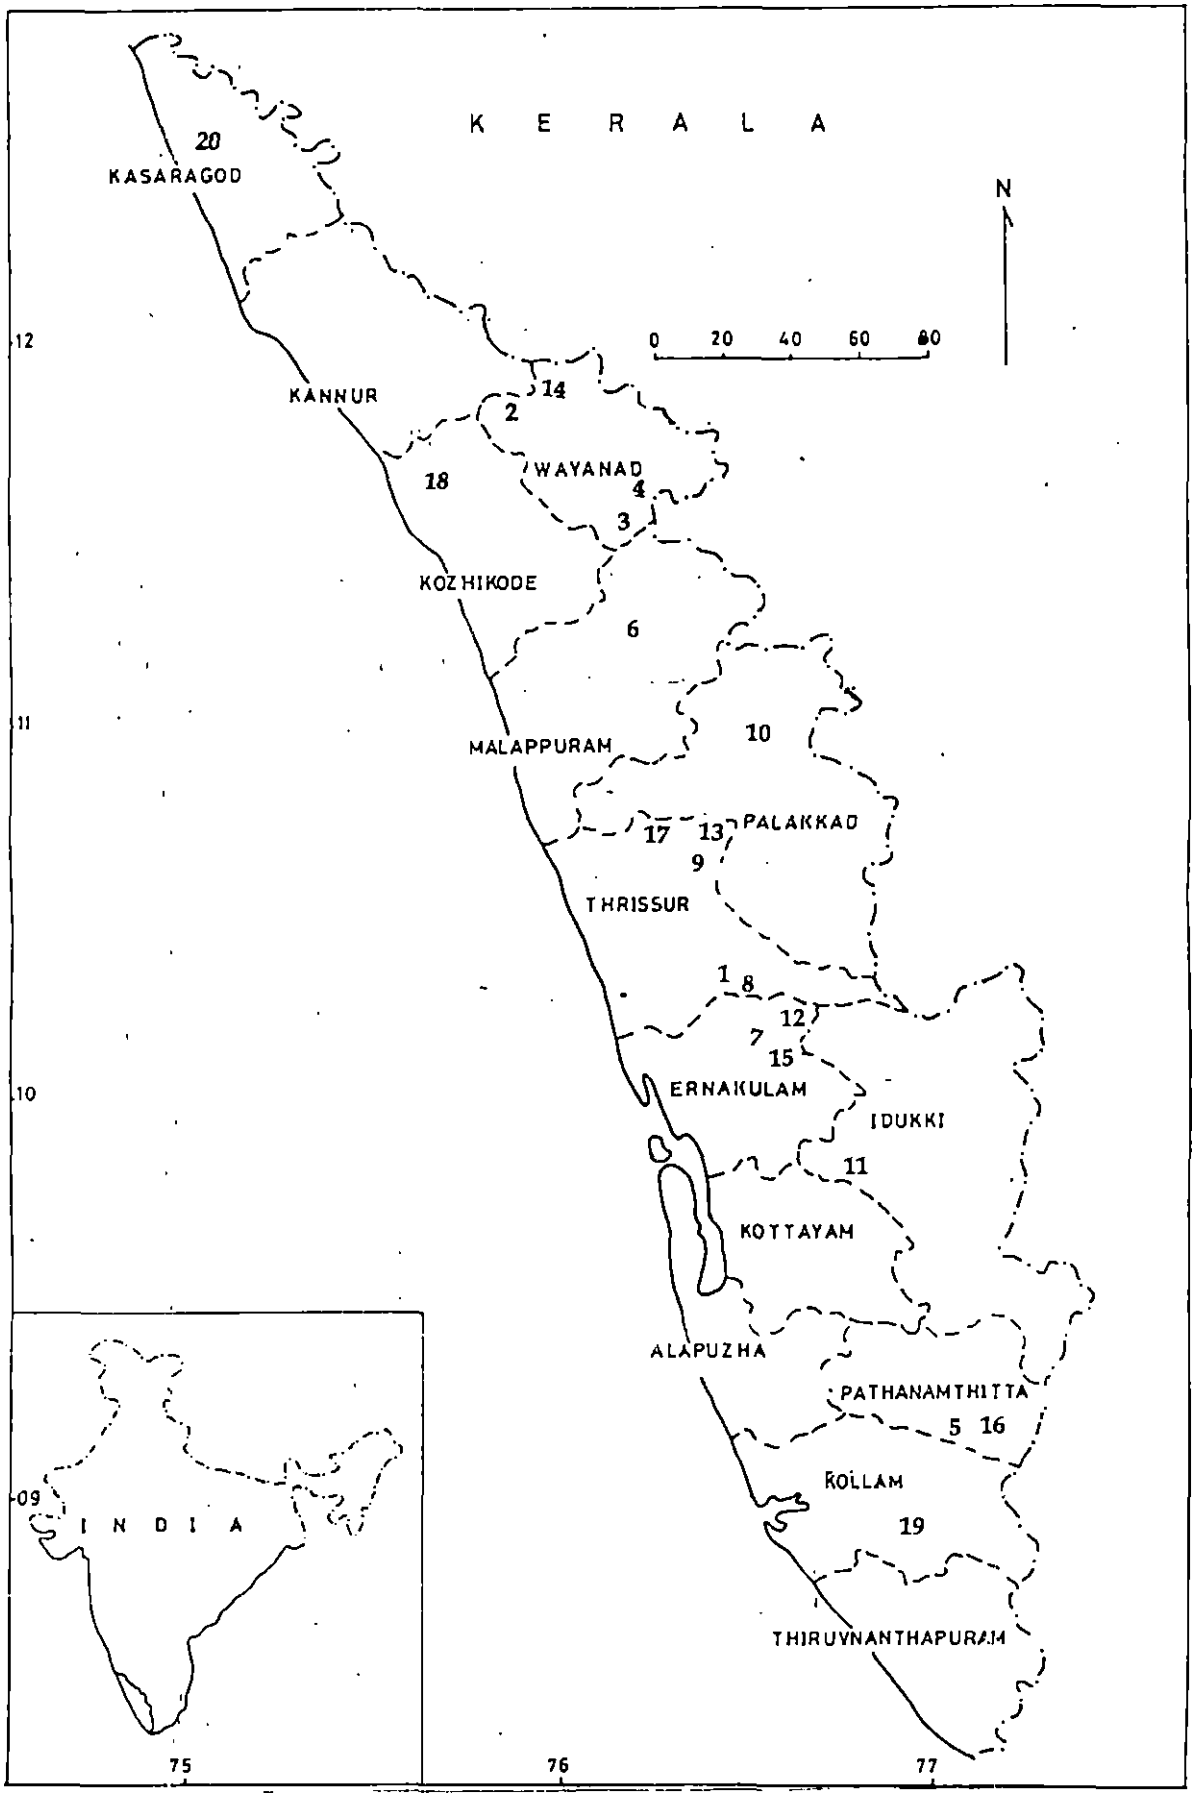 K E R A L A
20
KASARAGOD
N
12
0 20 40 60 80
14
KANNUR
2
WAYANAD
18
4
3
KOZHIKODE
6
11
10
MALAPPURAM
17
13
PALAKKAD
9
THRISSUR
1
8
12
7
15
10
ERNAKULAM
IDUKKI
11
KOTTAYAM
ALAPUZHA
PATHANAMTHITTA
5
16
KOLLAM
09
INDIA
19
THIRUVNANTHAPURAM
75
76
77